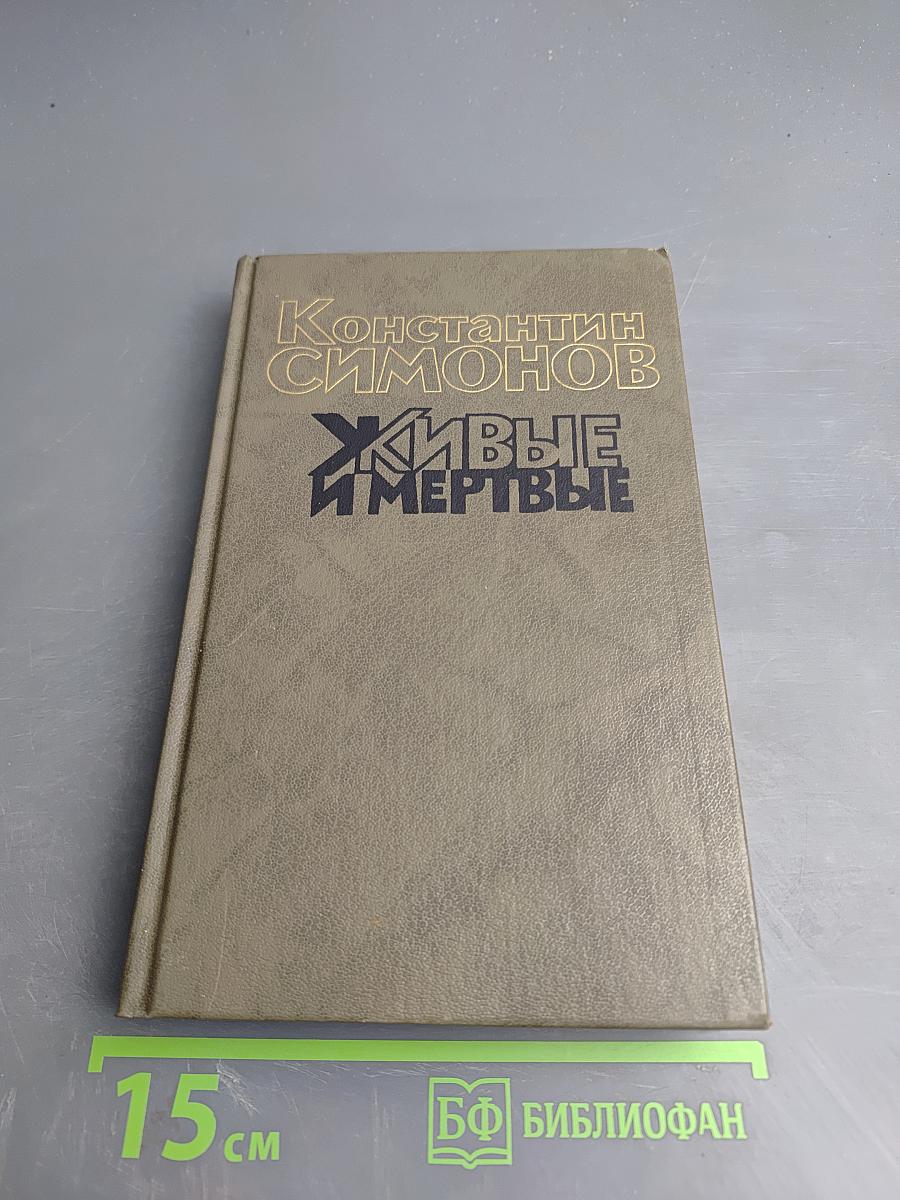 Константин
СИМОНОВ
ЖИВЫЕ
И МЕРТВЫЕ
15 см
БФ БИБЛИОФАН